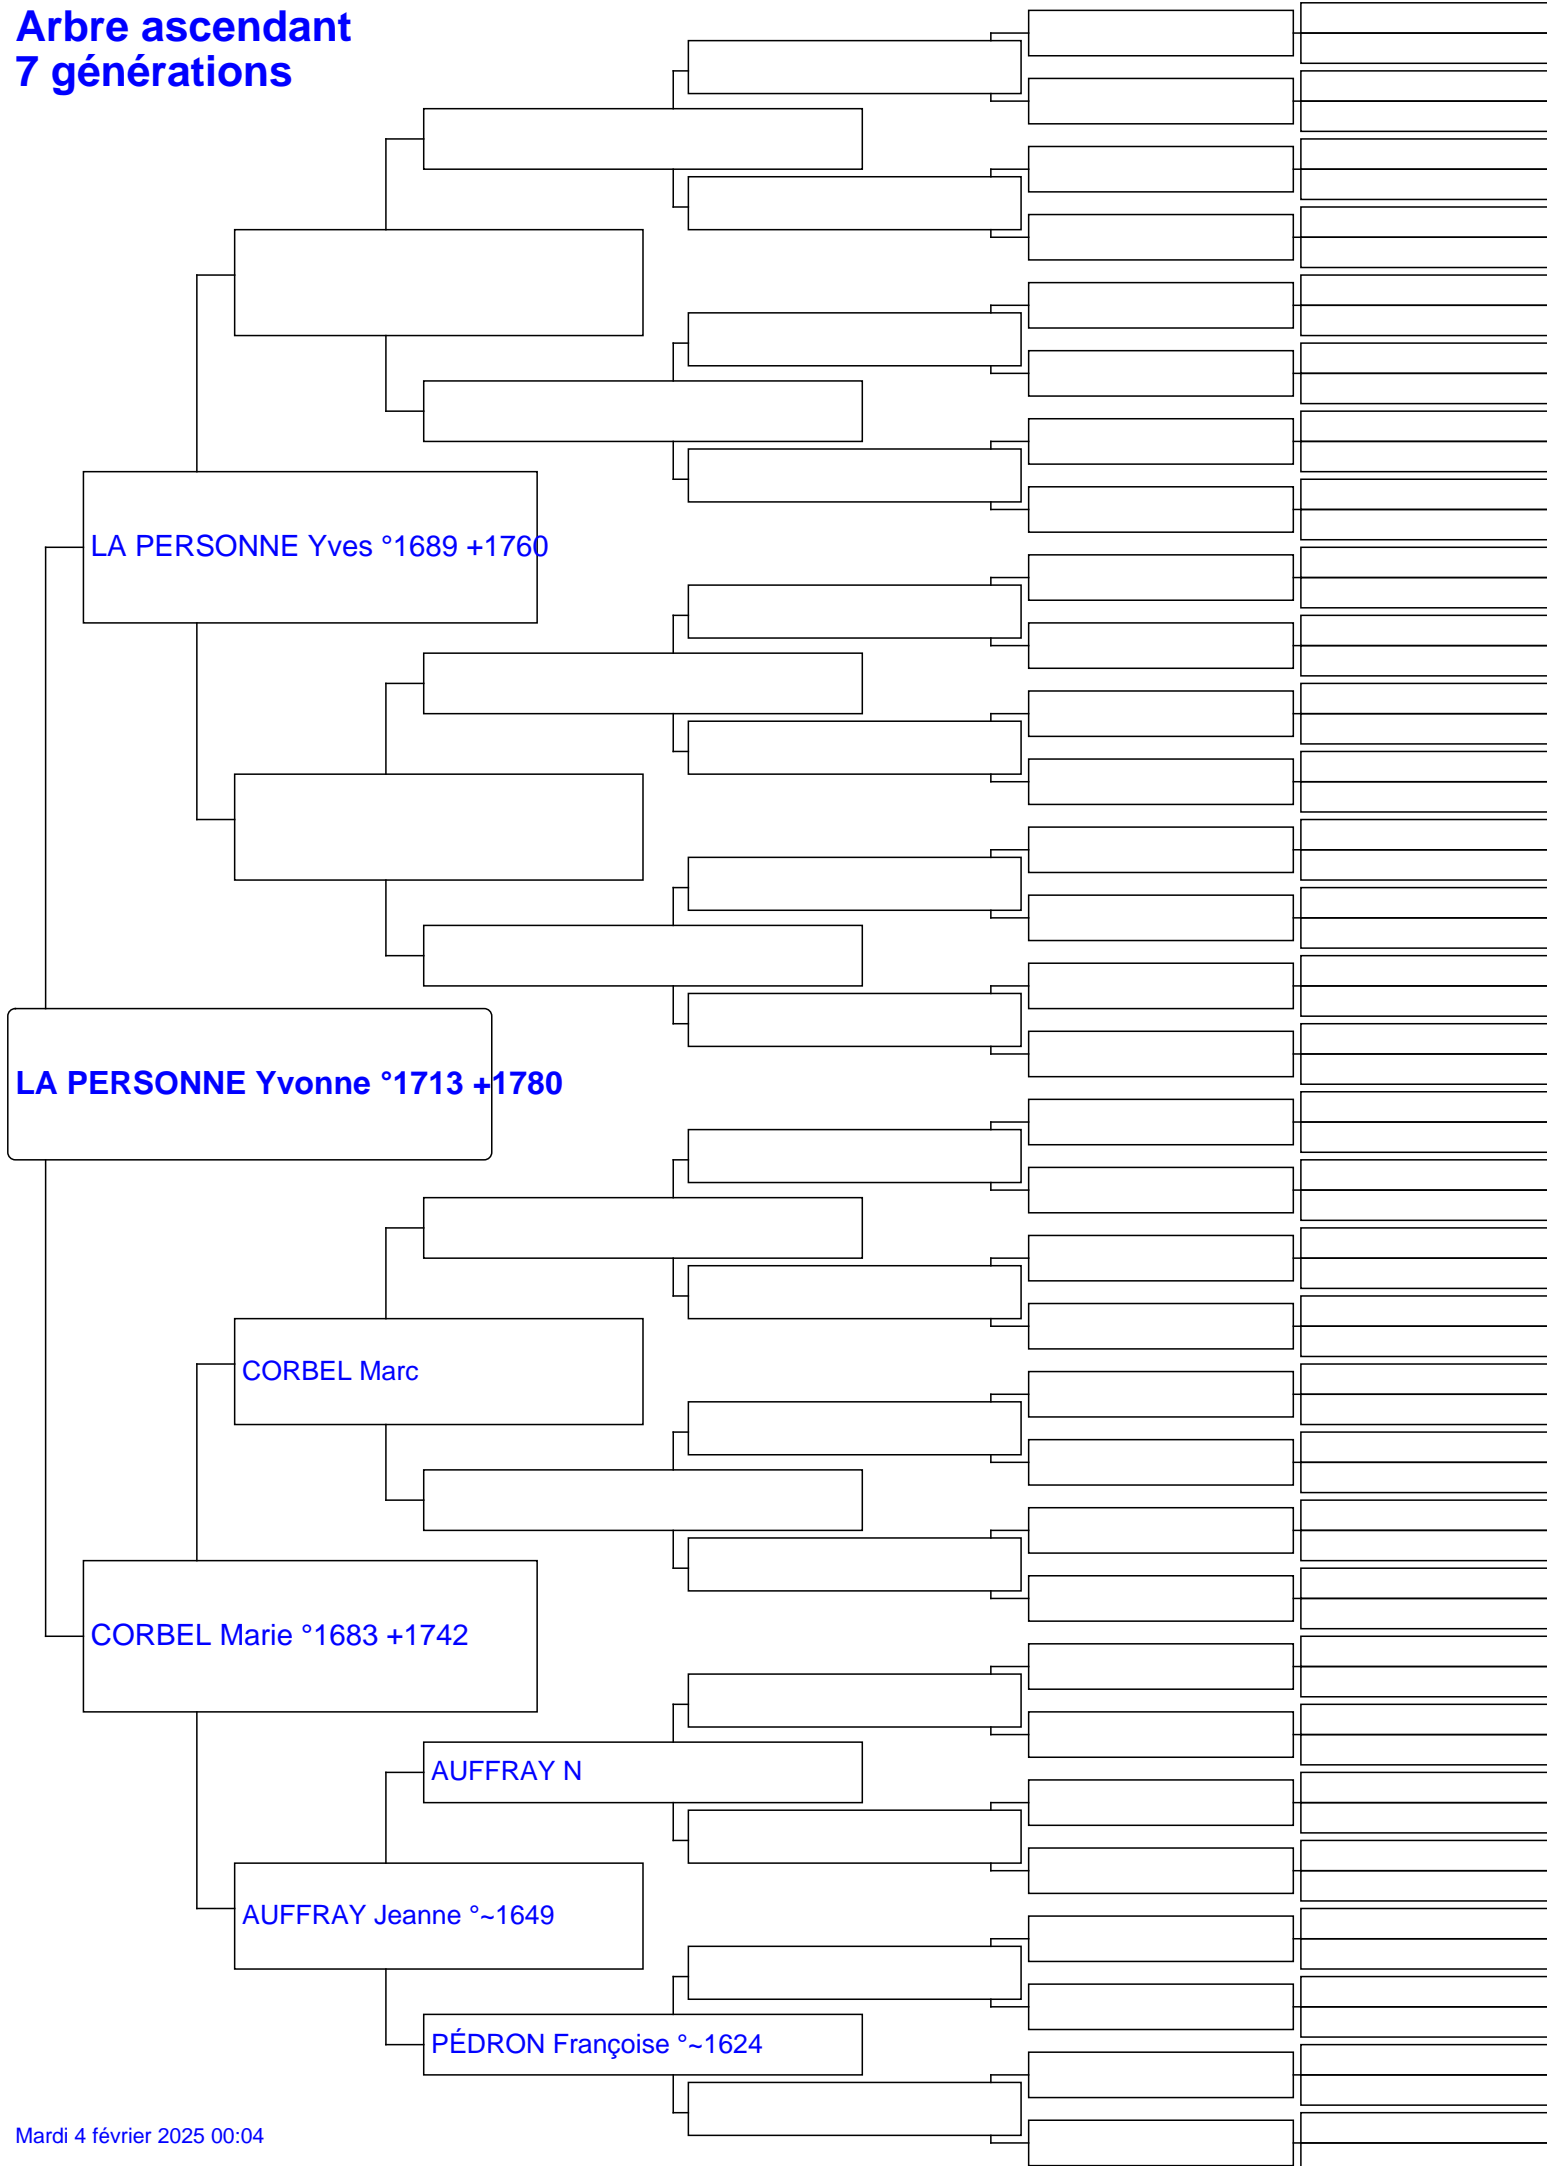 Arbre ascendant
7 générations
LA PERSONNE Yves °1689 +1760
LA PERSONNE Yvonne °1713 +1780
CORBEL Marc
CORBEL Marie °1683 +1742
AUFFRAY N
AUFFRAY Jeanne °~1649
PÉDRON Françoise °~1624
Mardi 4 février 2025 00:04